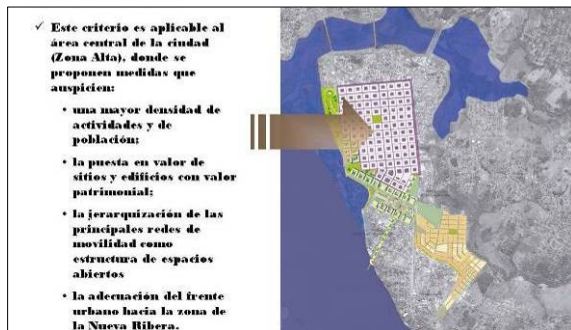 ✓ Este criterio es aplicable al
área central de la ciudad
(Zona Alta), donde se
proponen medidas que
auspicien:
• una mayor densidad de
actividades y de
población;
• la puesta en valor de
sitios y edificios con valor
patrimonial;
• la jerarquización de las
principales redes de
movilidad como
estructura de espacios
abiertos
• la adecuación del frente
urbano hacia la zona de
la Nueva Ribera.